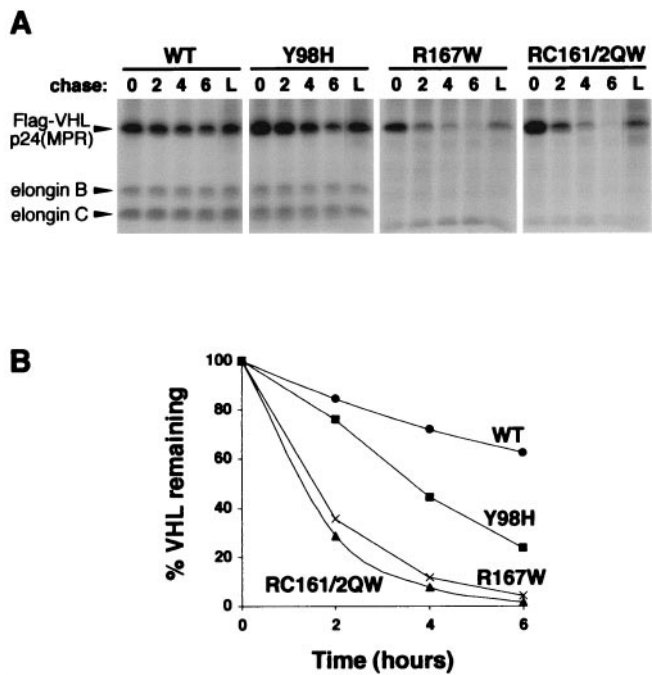 A
WT Y98H R167W RC161/2QW
chase: 0 2 4 6 L 0 2 4 6 L 0 2 4 6 L 0 2 4 6 L
Flag-VHL
p24(MPR)
elongin B
elongin C
B
% VHL remaining
100
80
60
40
20
0
WT
Y98H
R167W
RC161/2QW
0 2 4 6
Time (hours)